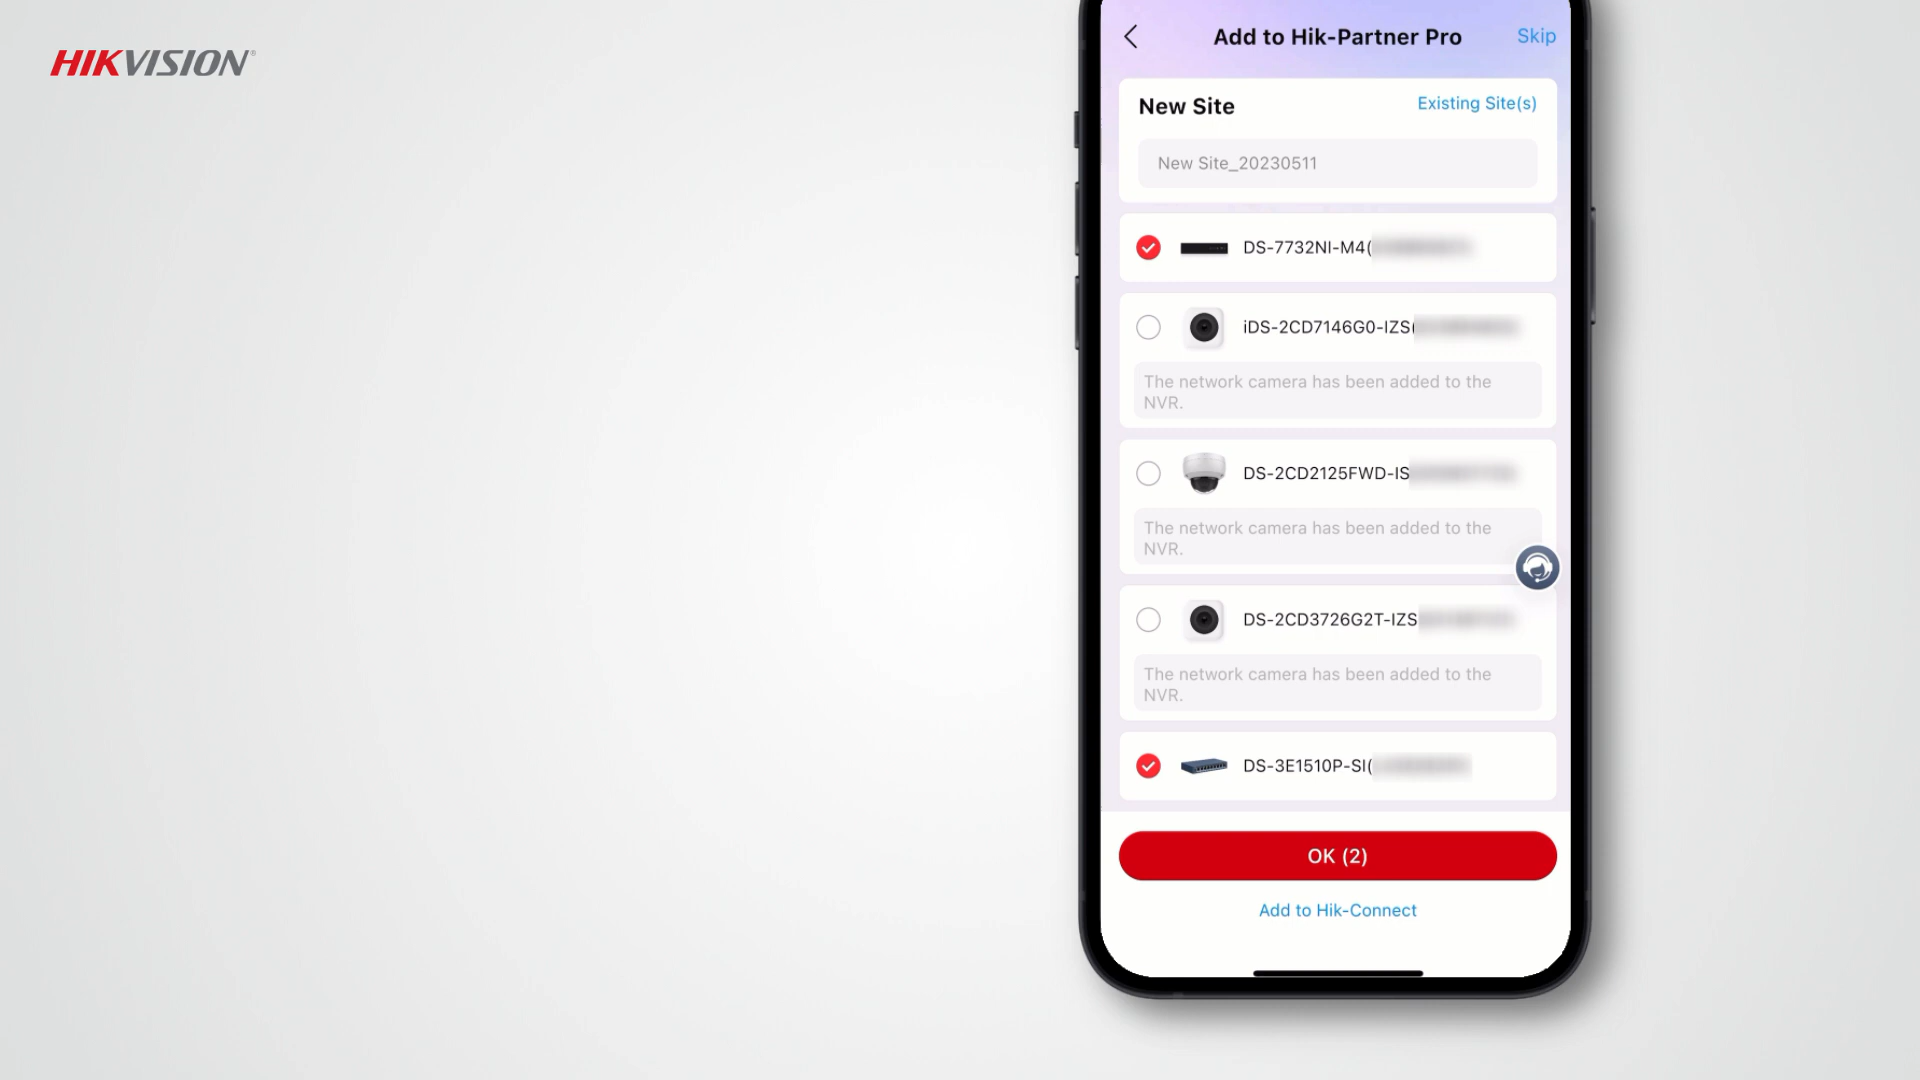 HIKVISION®
Add to Hik-Partner Pro
Skip
New Site
Existing Site(s)
New Site_20230511
DS-7732NI-M4(
iDS-2CD7146G0-IZS(
The network camera has been added to the
NVR.
DS-2CD2125FWD-IS
The network camera has been added to the
NVR.
DS-2CD3726G2T-IZS
The network camera has been added to the
NVR.
DS-3E1510P-SI(
OK (2)
Add to Hik-Connect